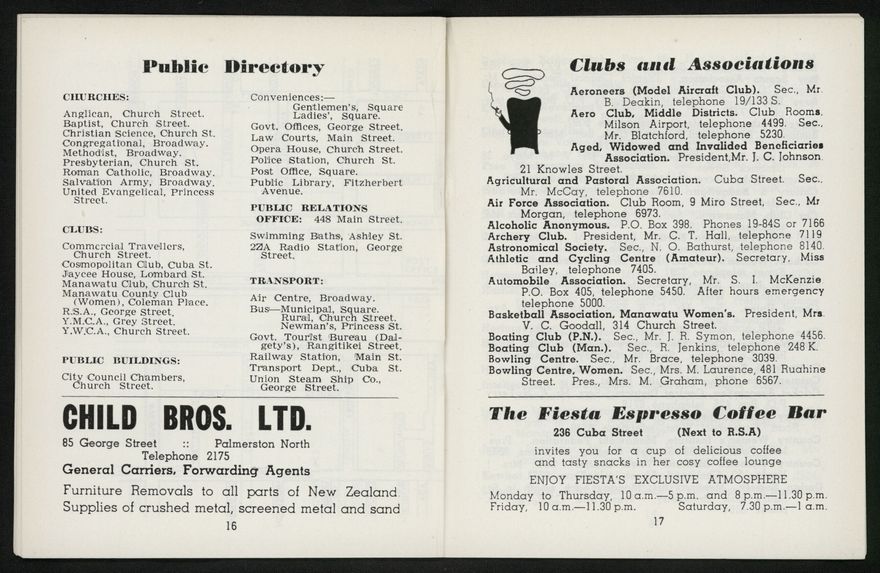 Public Directory
CHURCHES:
Anglican, Church Street.
Baptist, Church Street.
Christian Science, Church St.
Congregational, Broadway.
Methodist, Broadway.
Presbyterian, Church St.
Roman Catholic, Broadway.
Salvation Army, Broadway.
United Evangelical, Princess
Street.
CLUBS:
Commercial Travellers,
Church Street.
Cosmopolitan Club, Cuba St.
Jaycee House, Lombard St.
Manawatu Club, Church St.
Manawatu County Club
(Women), Coleman Place.
R.S.A., George Street.
Y.M.C.A., Grey Street.
Y.W.C.A., Church Street.
PUBLIC BUILDINGS:
City Council Chambers,
Church Street.
Conveniences:—
Gentlemen's, Square
Ladies', Square.
Govt. Offices, George Street.
Law Courts, Main Street.
Opera House, Church Street.
Police Station, Church St.
Post Office, Square.
Public Library, Fitzherbert
Avenue.
PUBLIC RELATIONS
OFFICE: 448 Main Street.
Swimming Baths, Ashley St.
2ZA Radio Station, George
Street.
TRANSPORT:
Air Centre, Broadway.
Bus—Municipal, Square.
Rural, Church Street.
Newman's, Princess St.
Govt. Tourist Bureau (Dal-
gety's), Rangitikei Street.
Railway Station, Main St.
Transport Dept., Cuba St.
Union Steam Ship Co.,
George Street.
CHILD BROS. LTD.
85 George Street :: Palmerston North
Telephone 2175
General Carriers, Forwarding Agents
Furniture Removals to all parts of New Zealand.
Supplies of crushed metal, screened metal and sand
16
Clubs and Associations
Aeroneers (Model Aircraft Club). Sec., Mr.
B. Deakin, telephone 19/133 S.
Aero Club, Middle Districts. Club Rooms,
Milson Airport, telephone 4499. Sec.,
Mr. Blatchford, telephone 5230.
Aged, Widowed and Invalided Beneficiaries
Association. President, Mr. J. C. Johnson,
21 Knowles Street.
Agricultural and Pastoral Association. Cuba Street. Sec.,
Mr. McCay, telephone 7610.
Air Force Association. Club Room, 9 Miro Street, Sec., Mr
Morgan, telephone 6973.
Alcoholic Anonymous. P.O. Box 398. Phones 19-84S or 7166
Archery Club. President, Mr. C. T. Hall, telephone 7119
Astronomical Society. Sec., N. O. Bathurst, telephone 8140.
Athletic and Cycling Centre (Amateur). Secretary, Miss
Bailey, telephone 7405.
Automobile Association. Secretary, Mr. S. I. McKenzie
P.O. Box 405, telephone 5450. After hours emergency
telephone 5000.
Basketball Association, Manawatu Women's. President, Mrs.
V. C. Goodall, 314 Church Street.
Boating Club (P.N.). Sec., Mr. J. R. Symon, telephone 4456.
Boating Club (Man.). Sec., R. Jenkins, telephone 248 K.
Bowling Centre. Sec., Mr. Brace, telephone 3039.
Bowling Centre, Women. Sec., Mrs. M. Laurence, 481 Ruahine
Street. Pres., Mrs. M. Graham, phone 6567.
The Fiesta Espresso Coffee Bar
236 Cuba Street (Next to R.S.A)
invites you for a cup of delicious coffee
and tasty snacks in her cosy coffee lounge
ENJOY FIESTA'S EXCLUSIVE ATMOSPHERE
Monday to Thursday, 10 a.m.—5 p.m. and 8 p.m.—11.30 p.m.
Friday, 10 a.m.—11.30 p.m. Saturday, 7.30 p.m.—1 a.m.
17